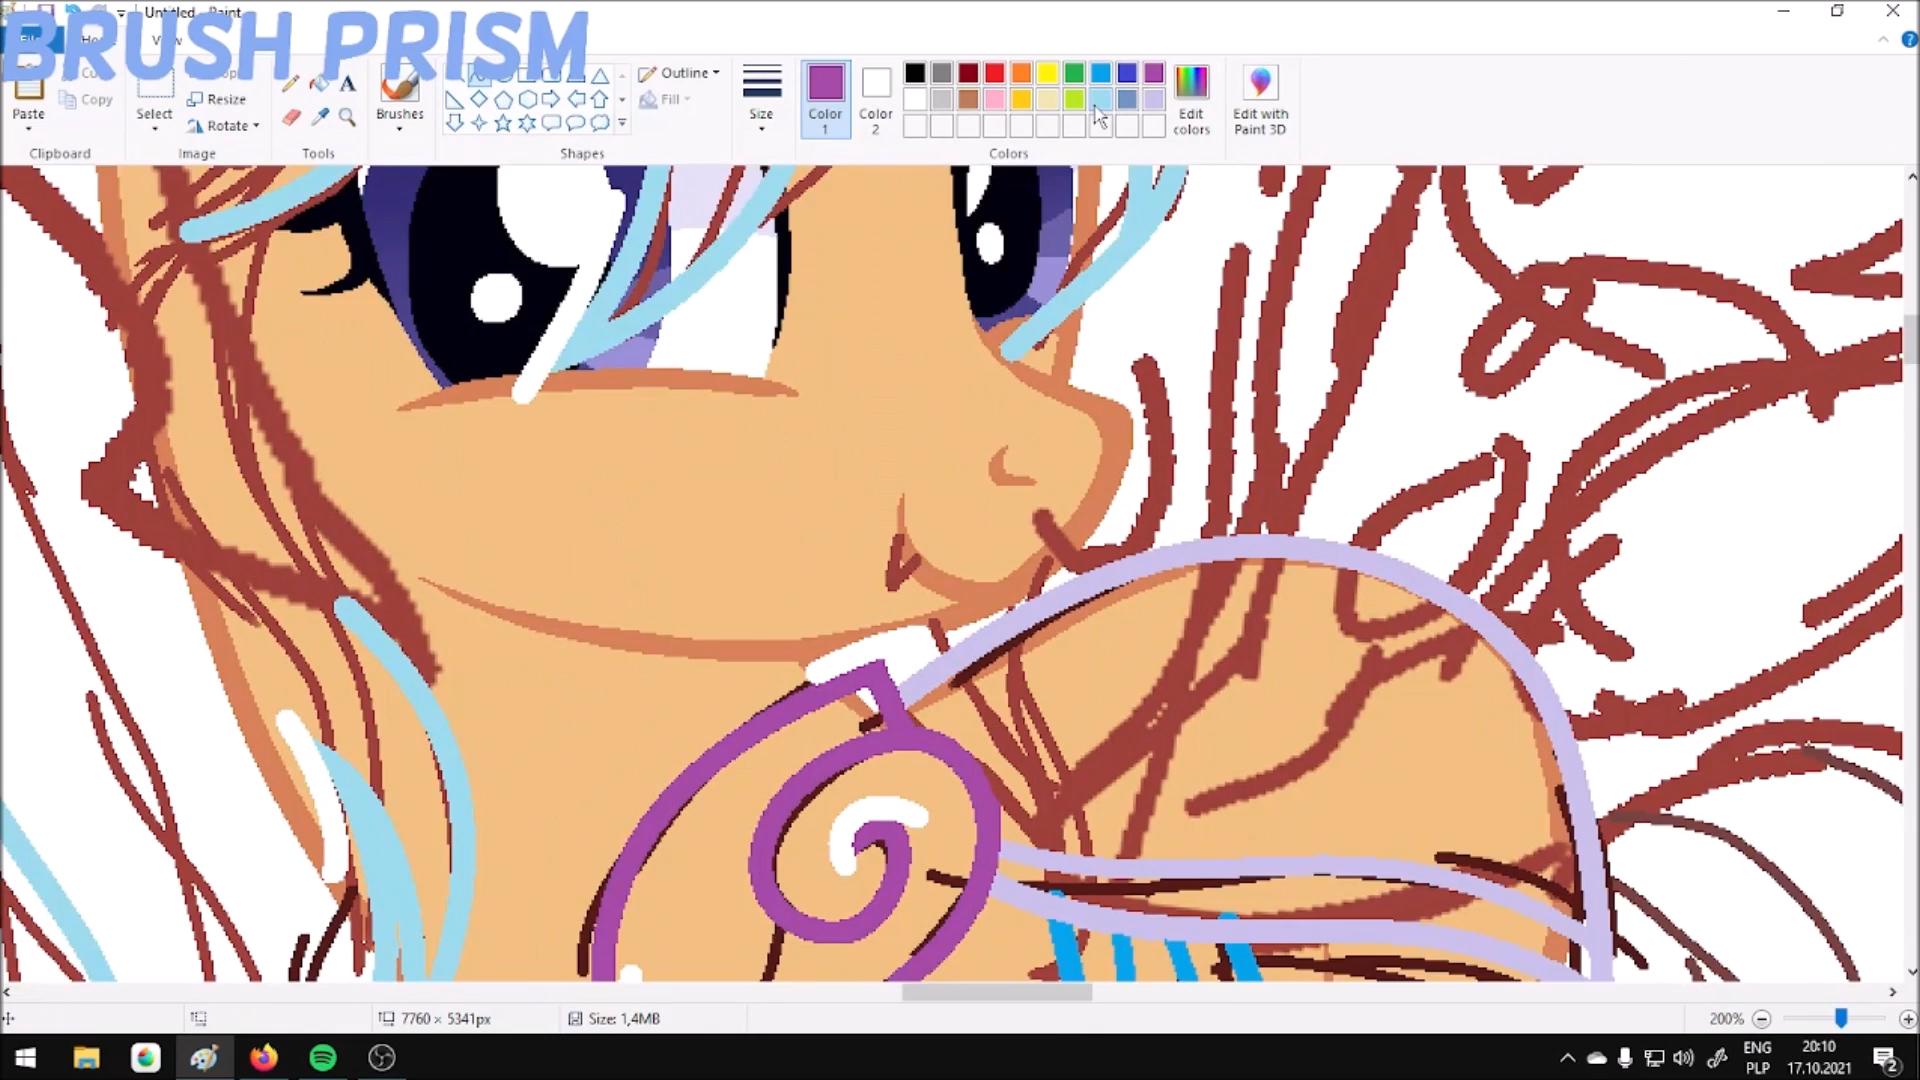 Untitled - Paint
BRUSH PRISM
Paste
Copy
Clipboard
Select
Resize
Rotate
Image
Tools
Brushes
Shapes
Outline
Fill
Size
Color 1
Color 2
Colors
Edit colors
Edit with Paint 3D
7760 × 5341px
Size: 1,4MB
200%
ENG
PLP
20:10
17.10.2021
2